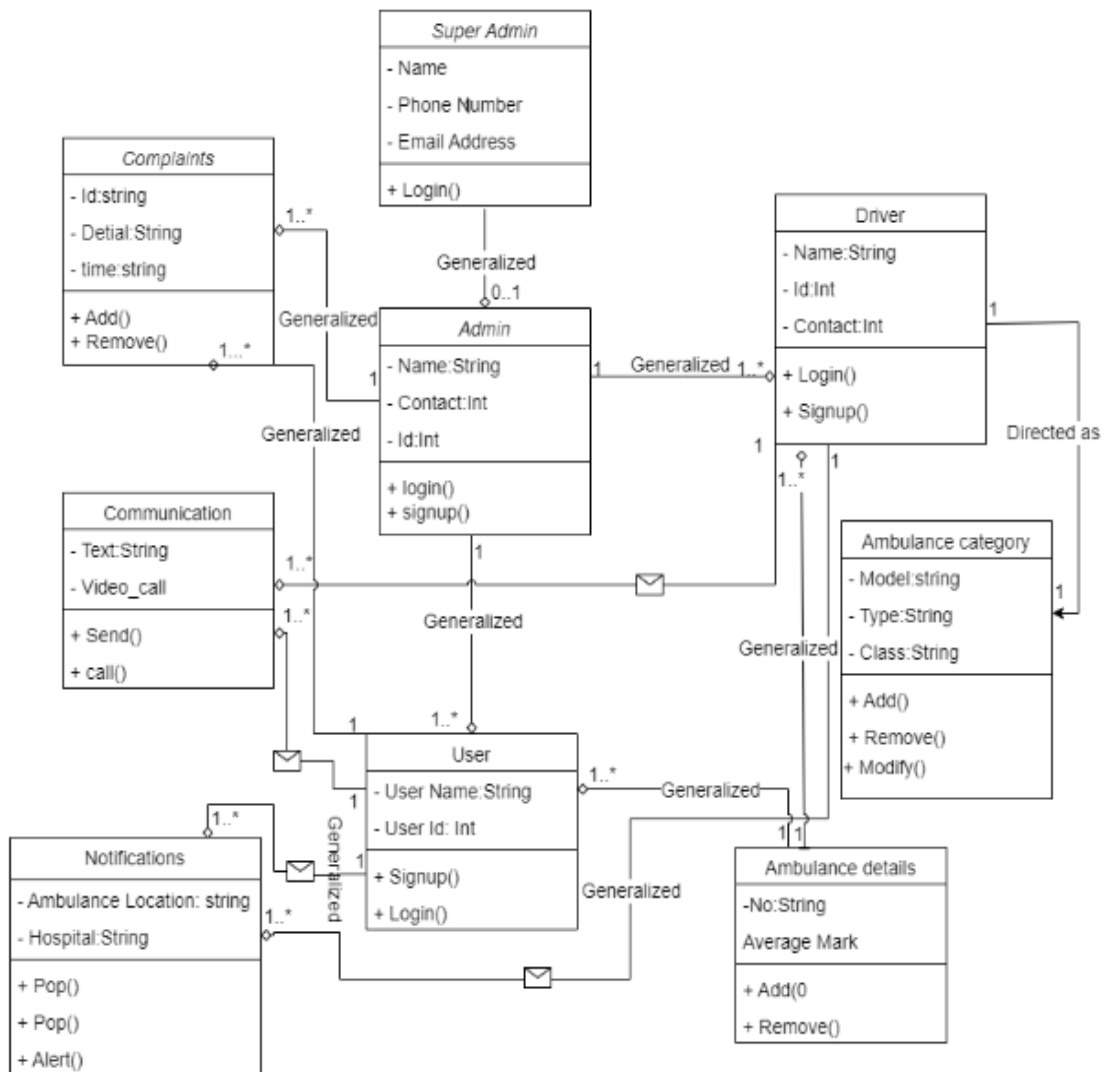 Super Admin
- Name
- Phone Number
- Email Address
+ Login()
Complaints
- Id:string
- Detial:String
- time:string
+ Add()
+ Remove()
1..*
1...*
Generalized
0..1
Generalized
Generalized
Admin
- Name:String
- Contact:Int
- Id:Int
+ login()
+ signup()
1
1
Generalized
1..*
1
Driver
- Name:String
- Id:Int
- Contact:Int
+ Login()
+ Signup()
1
Directed as
1
1
1
1..*
Communication
- Text:String
- Video_call
+ Send()
+ call()
1..*
1..*
Generalized
Generalized
Ambulance category
- Model:string
- Type:String
- Class:String
+ Add()
+ Remove()
+ Modify()
1..*
1
User
- User Name:String
- User Id: Int
+ Signup()
+ Login()
1
1
1..*
Generalized
1
1
Generalized
Generalized
Notifications
- Ambulance Location: string
- Hospital:String
+ Pop()
+ Pop()
+ Alert()
1..*
1..*
Ambulance details
-No:String
Average Mark
+ Add(0
+ Remove()